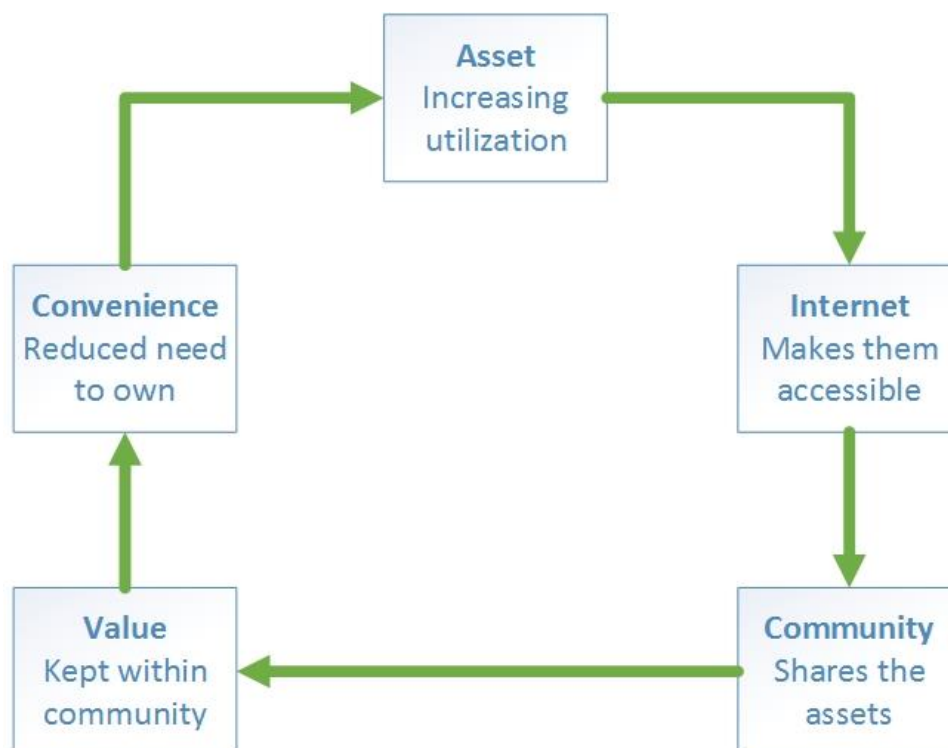 Asset
Increasing
utilization
Internet
Makes them
accessible
Community
Shares the
assets
Value
Kept within
community
Convenience
Reduced need
to own